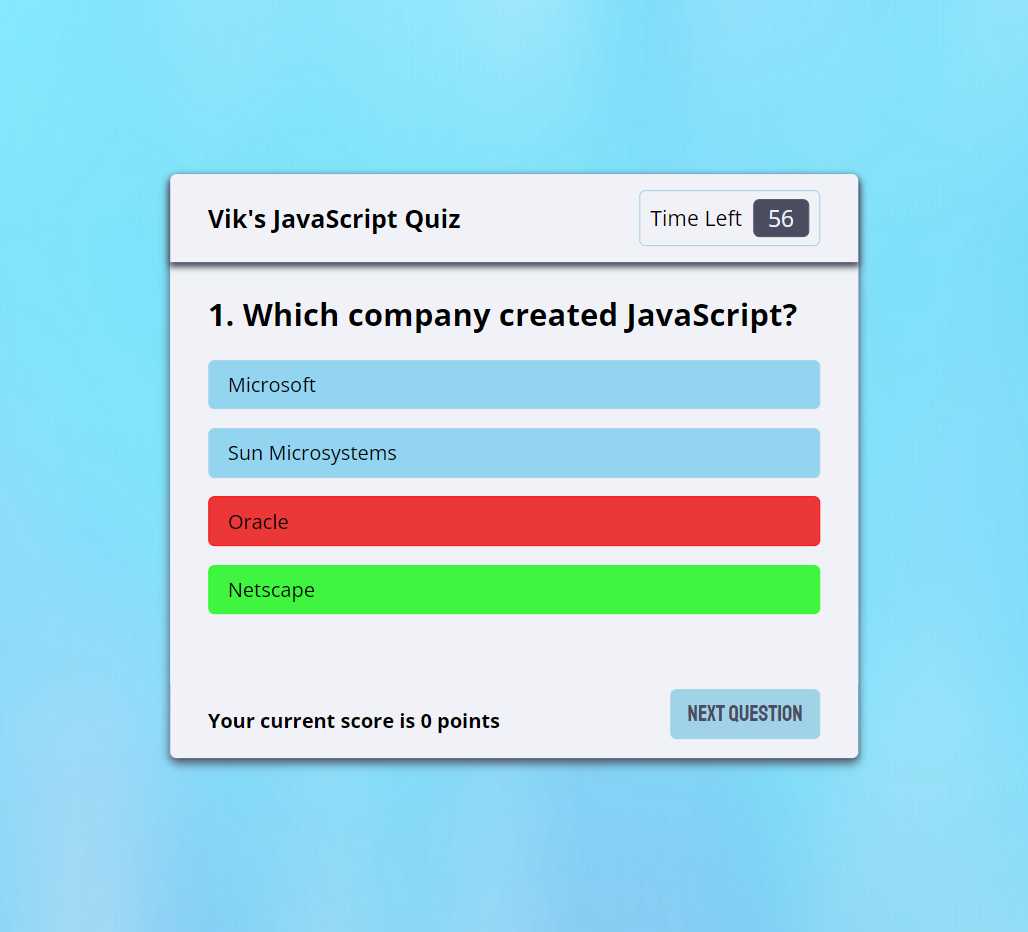 Vik's JavaScript Quiz
Time Left 56
1. Which company created JavaScript?
Microsoft
Sun Microsystems
Oracle
Netscape
Your current score is 0 points
NEXT QUESTION